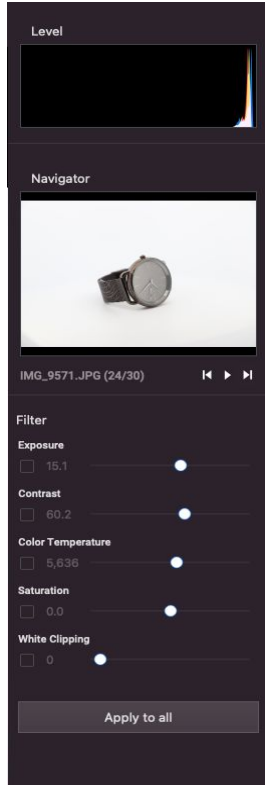 Level
Navigator
IMG_9571.JPG (24/30)
Filter
Exposure
15.1
Contrast
60.2
Color Temperature
5,636
Saturation
0.0
White Clipping
0
Apply to all